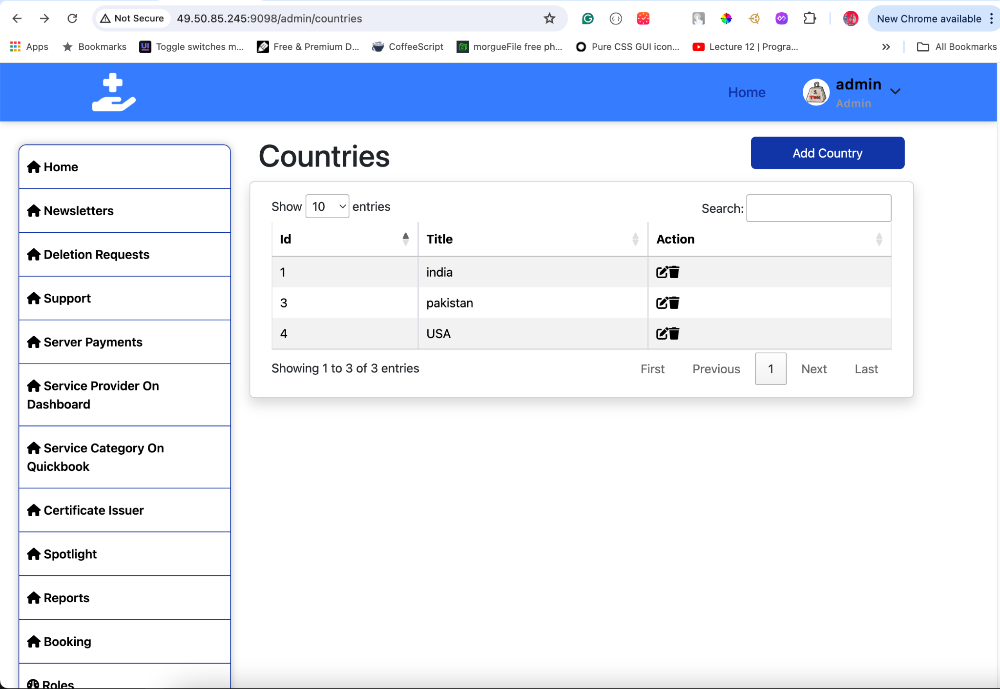 Not Secure 49.50.85.245:9098/admin/countries New Chrome available
Apps Bookmarks UI Toggle switches m... Free & Premium D... CoffeeScript morgueFile free ph... Pure CSS GUI icon... Lecture 12 | Progra... All Bookmarks
Home
1 TON
admin
Admin
Home
Newsletters
Deletion Requests
Support
Server Payments
Service Provider On
Dashboard
Service Category On
Quickbook
Certificate Issuer
Spotlight
Reports
Booking
Roles
Countries
Add Country
Show 10 entries
Search:
Id Title Action
1 india
3 pakistan
4 USA
Showing 1 to 3 of 3 entries
First Previous 1 Next Last